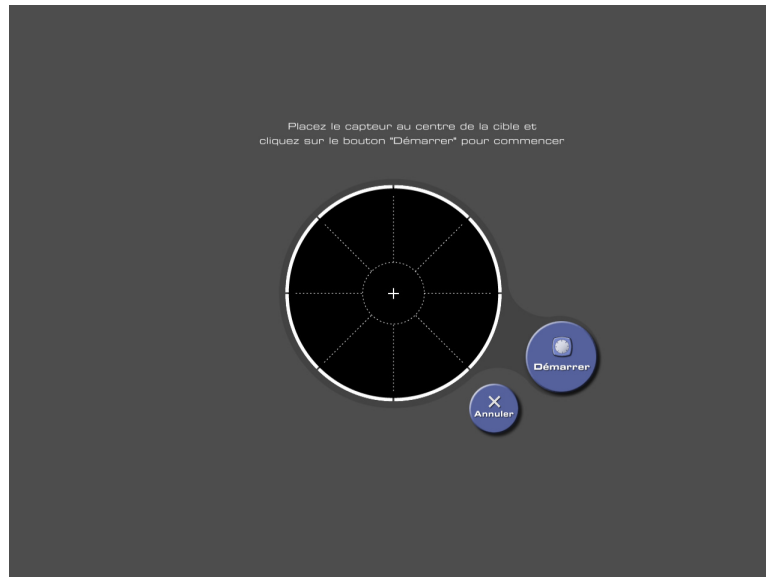 Placez le capteur au centre de la cible et
cliquez sur le bouton "Démarrer" pour commencer
Démarrer
Annuler